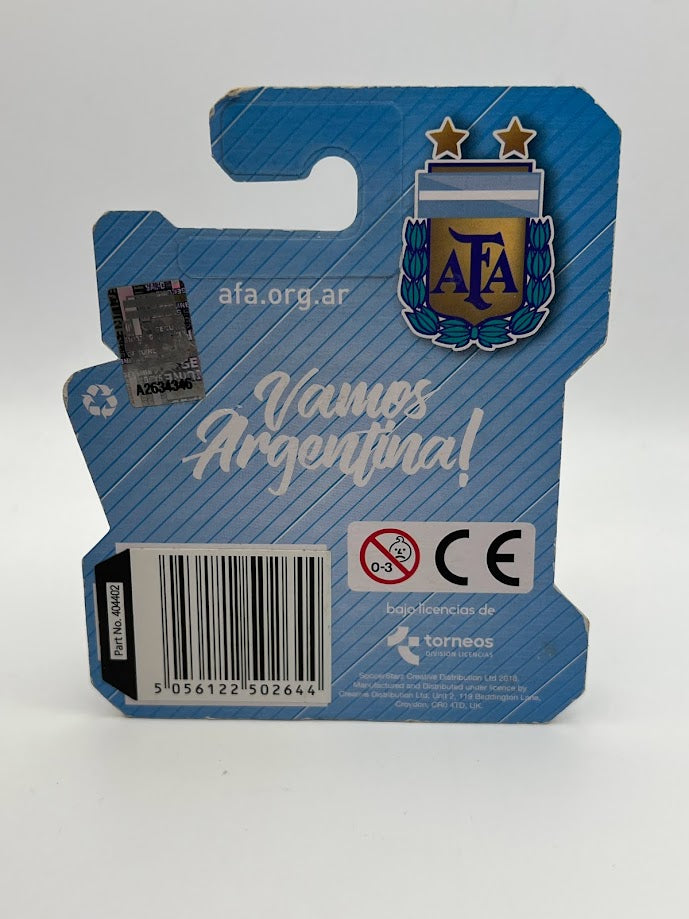 AFA
afa.org.ar
A2634346
Vamos
Argentina!
0-3
CE
Part No. 404402
5 056122 502644
bajo licencias de
torneos
DIVISIÓN LICENCIAS
SoccerStarz Creative Distribution Ltd 2018.
Manufactured and Distributed under licence by
Creative Distribution Ltd, Unit 2, 119 Beddington Lane,
Croydon, CR0 4TD, UK.